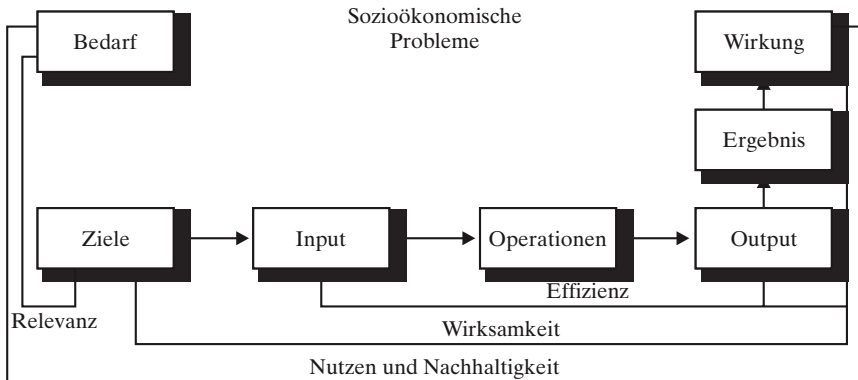 Sozioökonomische
Probleme
Bedarf
Wirkung
Ergebnis
Ziele
Input
Operationen
Output
Effizienz
Relevanz
Wirksamkeit
Nutzen und Nachhaltigkeit